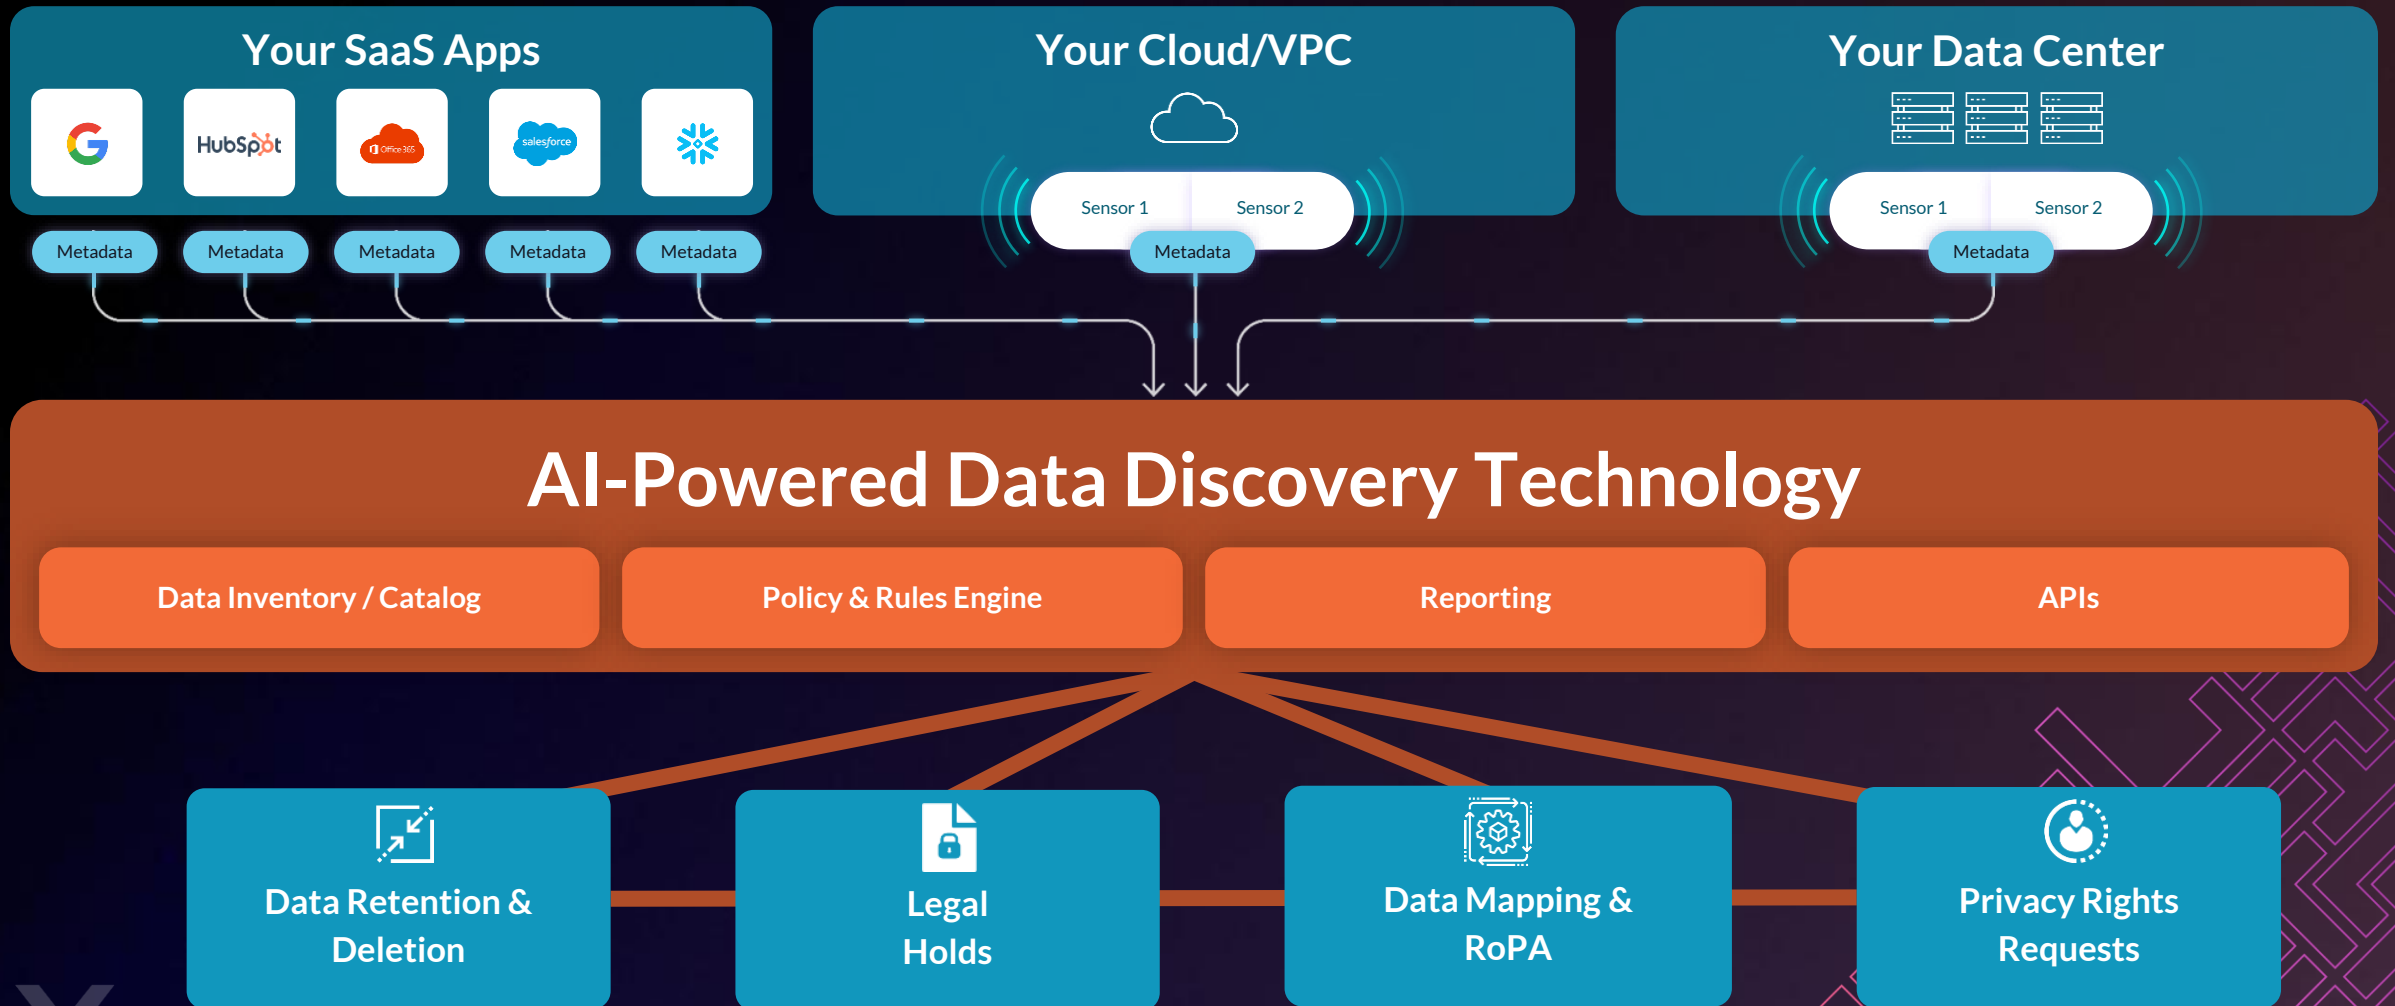 Your SaaS Apps
Your Cloud/VPC
Your Data Center
HubSpot
Office 365
salesforce
Sensor 1
Sensor 2
Sensor 1
Sensor 2
Metadata
Metadata
Metadata
Metadata
Metadata
Metadata
Metadata
AI-Powered Data Discovery Technology
Data Inventory / Catalog
Policy & Rules Engine
Reporting
APIs
Data Retention &
Deletion
Legal
Holds
Data Mapping &
RoPA
Privacy Rights
Requests